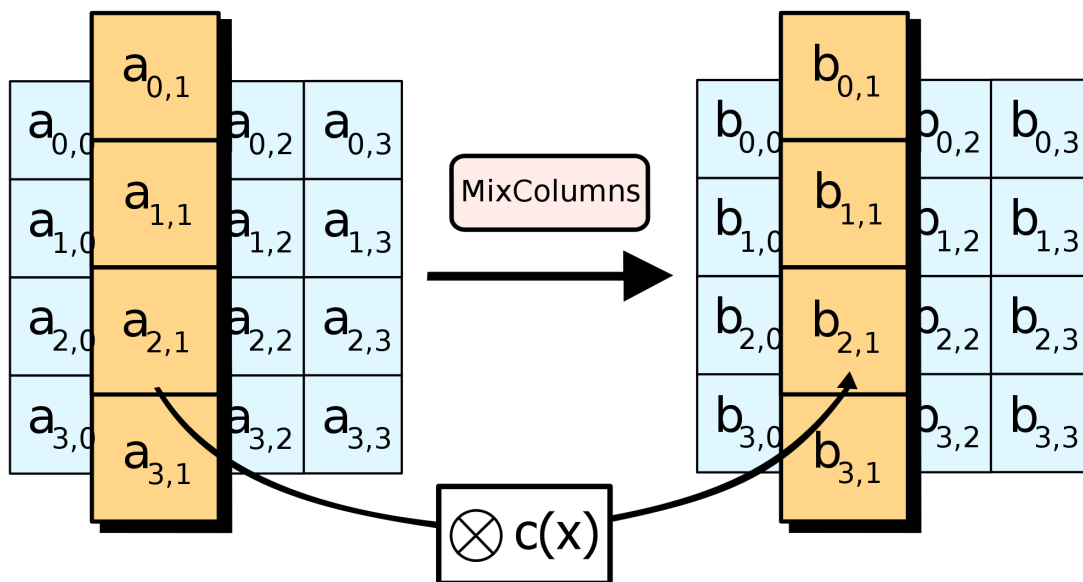 a0,0 a0,1 a0,2 a0,3
a1,0 a1,1 a1,2 a1,3
a2,0 a2,1 a2,2 a2,3
a3,0 a3,1 a3,2 a3,3
MixColumns
b0,0 b0,1 b0,2 b0,3
b1,0 b1,1 b1,2 b1,3
b2,0 b2,1 b2,2 b2,3
b3,0 b3,1 b3,2 b3,3
⊗ c(x)